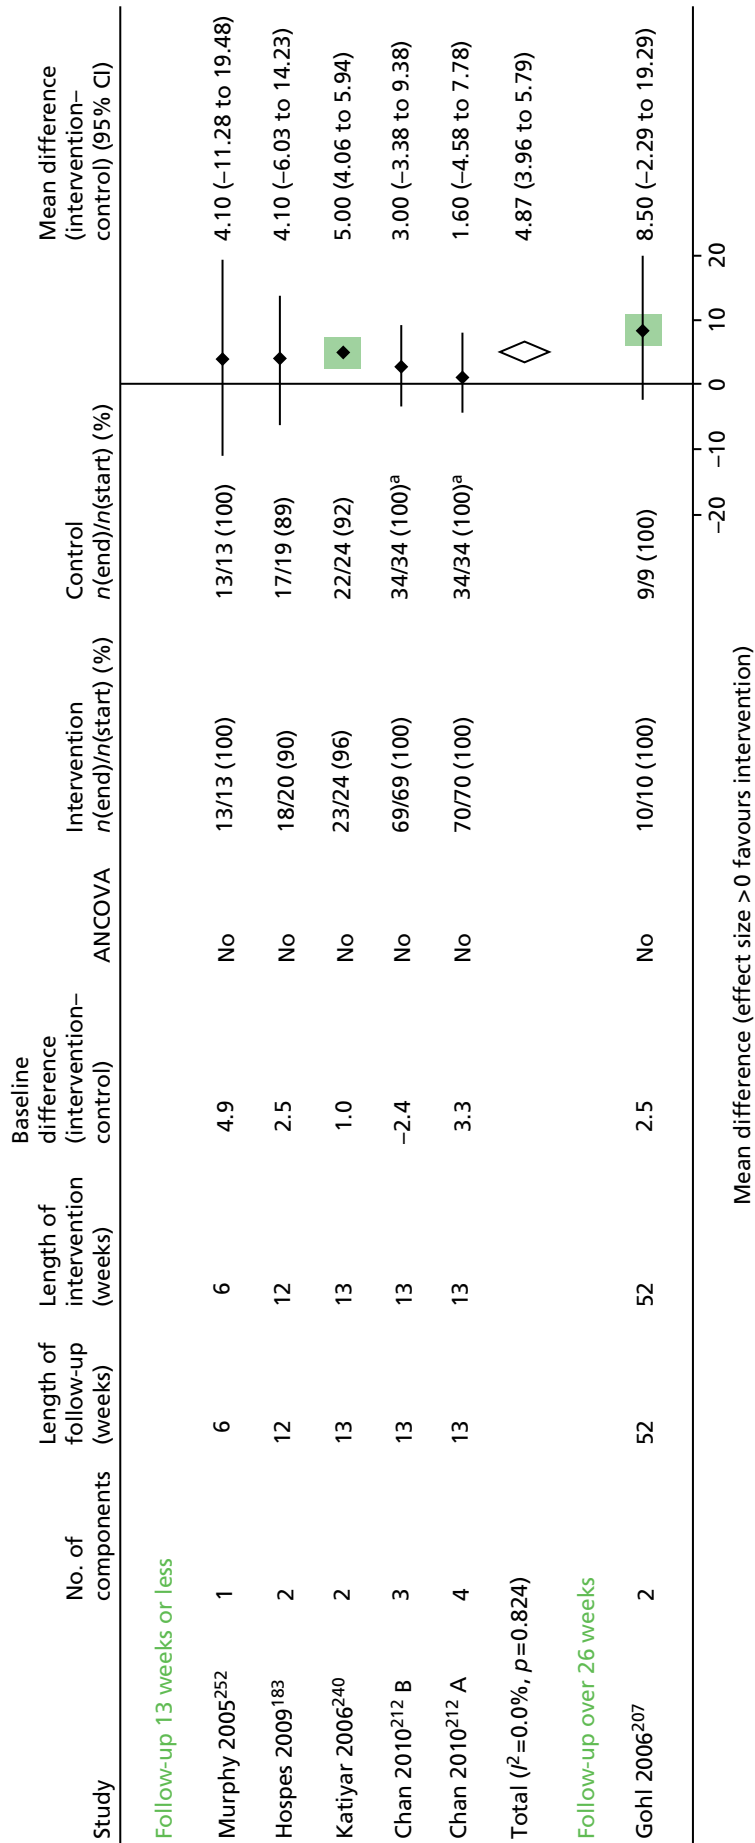 Study No. of components Length of follow-up (weeks) Length of intervention (weeks) Baseline difference (intervention–control) ANCOVA Intervention n(end)/n(start) (%) Control n(end)/n(start) (%) Mean difference (intervention–control) (95% CI)
Follow-up 13 weeks or less
Murphy 2005252 1 6 6 4.9 No 13/13 (100) 13/13 (100) 4.10 (–11.28 to 19.48)
Hospes 2009183 2 12 12 2.5 No 18/20 (90) 17/19 (89) 4.10 (–6.03 to 14.23)
Katiyar 2006240 2 13 13 1.0 No 23/24 (96) 22/24 (92) 5.00 (4.06 to 5.94)
Chan 2010212 B 3 13 13 –2.4 No 69/69 (100) 34/34 (100)a 3.00 (–3.38 to 9.38)
Chan 2010212 A 4 13 13 3.3 No 70/70 (100) 34/34 (100)a 1.60 (–4.58 to 7.78)
Total (I2=0.0%, p=0.824) 4.87 (3.96 to 5.79)
Follow-up over 26 weeks
Gohl 2006207 2 52 52 2.5 No 10/10 (100) 9/9 (100) 8.50 (–2.29 to 19.29)
–20 –10 0 10 20
Mean difference (effect size >0 favours intervention)